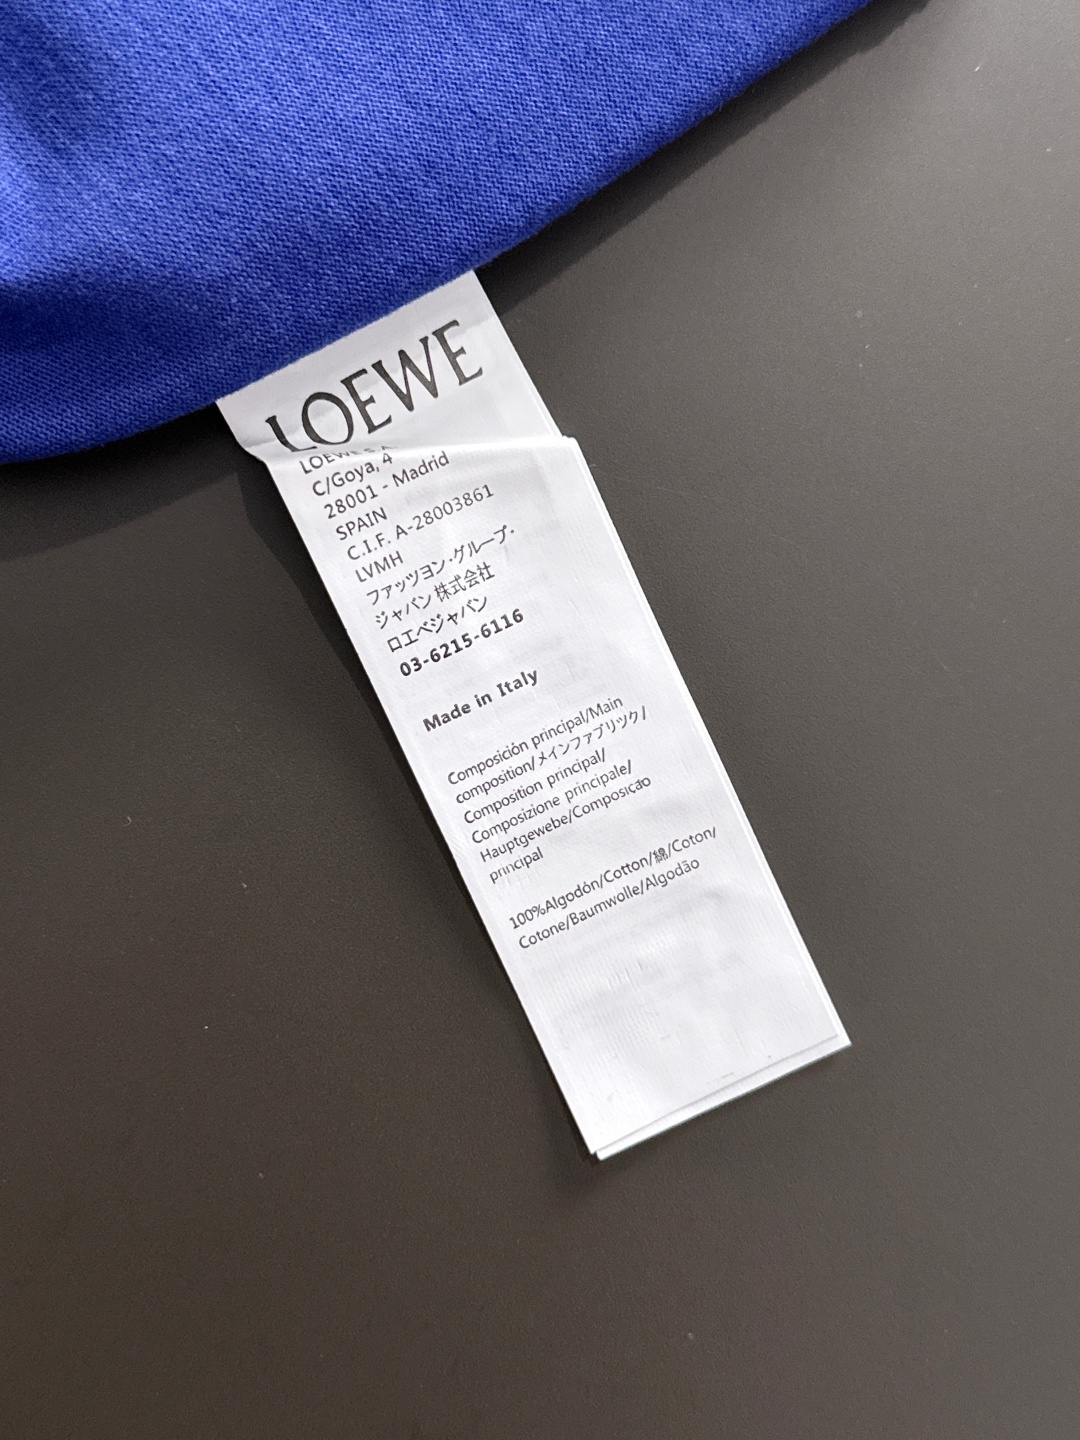 LOEWE
LOEWE S.A.
C/Goya, 4
28001 - Madrid
SPAIN
C.I.F. A-28003861
LVMH
ファッツヨン・グループ・
ジャパン 株式会社
ロエベジャパン
03-6215-6116
Made in Italy
Composición principal/Main
composition/メインファブリツク/
Composition principal/
Composizione principale/
Hauptgewebe/Composição
principal
100%Algodón/Cotton/綿/Coton/
Cotone/Baumwolle/Algodão